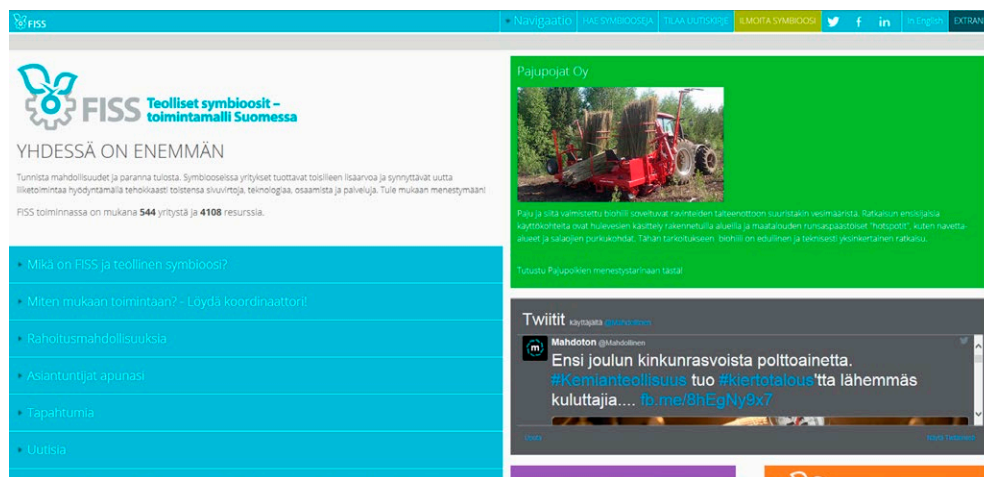 FISS
Navigaatio
HAE SYMBIOOSEJA
TILAA UUTISKIRJE
ILMOITA SYMBIOOSI
f
in
In English
EXTRAN
FISS Teolliset symbioosit –
toimintamalli Suomessa
YHDESSÄ ON ENEMMÄN
Tunnista mahdollisuudet ja paranna tulosta. Symbiooseissa yritykset tuottavat toisilleen lisäarvoa ja synnyttävät uutta
liiketoimintaa hyödyntämällä tehokkaasti toistensa sivuvirtoja, teknologiaa, osaamista ja palveluja. Tule mukaan menestymään!
FISS toiminnassa on mukana 544 yritystä ja 4108 resurssia.
Mikä on FISS ja teollinen symbioosi?
Miten mukaan toimintaan? - Löydä koordinaattori!
Rahoitusmahdollisuuksia
Asiantuntijat apunasi
Tapahtumia
Uutisia
Pajupojat Oy
Paju ja siitä valmistettu biohiili soveltuvat ravinteiden talteenottoon suuristakin vesimääristä. Ratkaisun ensisijaisia
käyttökohteita ovat hulevesien käsittely rakennetuilla alueilla ja maatalouden runsaspäästöiset "hotspotit", kuten navetta-
alueet ja salaojien purkukohdat. Tähän tarkoitukseen biohiili on edullinen ja teknisesti yksinkertainen ratkaisu.
Tutustu Pajupoikien menestystarinaan tästä!
Twiitit käyttäjältä
m
Mahdoton @Mahdollinen
Ensi joulun kinkunrasvoista polttoainetta.
#Kemianteollisuus tuo #kiertotalous'tta lähemmäs
kuluttajia.... fb.me/8hEgNy9x7